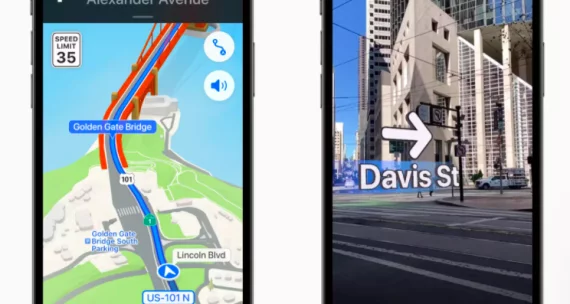 Alexander Avenue
SPEED
LIMIT
35
Golden Gate Bridge
101
1
Golden Gate
Bridge South
Parking
Lincoln Blvd
US-101 N
Davis St